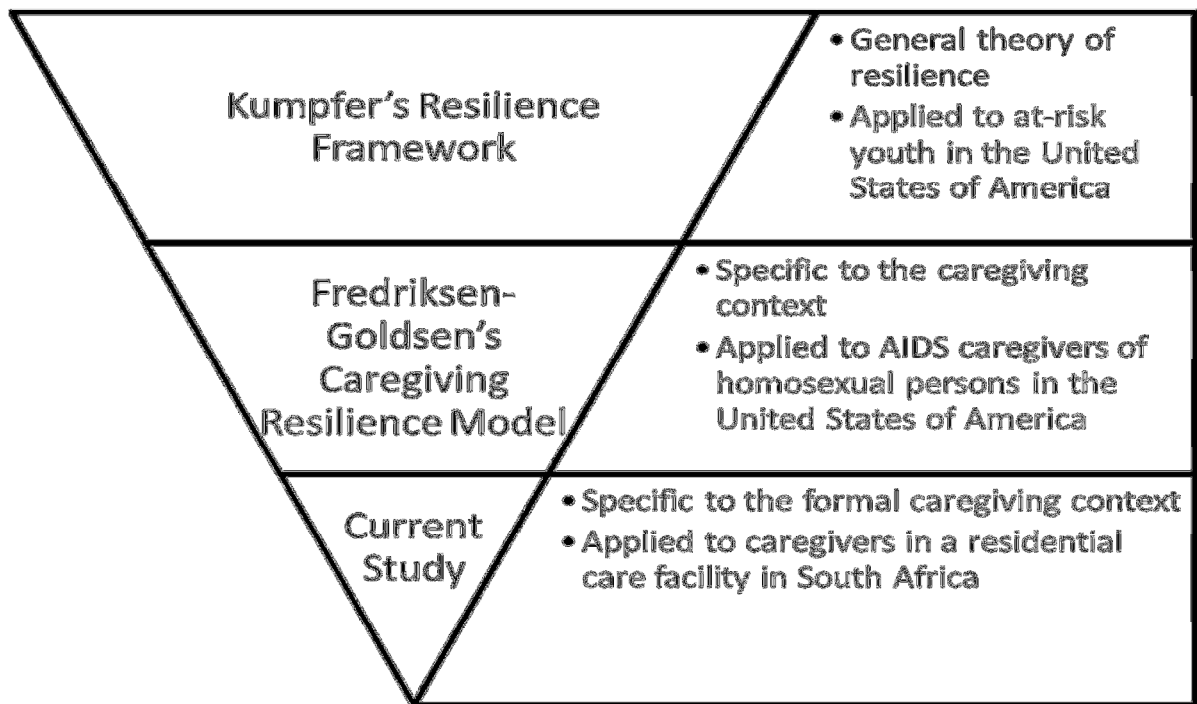 Kumpfer's Resilience
Framework
• General theory of
resilience
• Applied to at-risk
youth in the United
States of America
Fredriksen-
Goldsen's
Caregiving
Resilience Model
• Specific to the caregiving
context
• Applied to AIDS caregivers of
homosexual persons in the
United States of America
Current
Study
• Specific to the formal caregiving context
• Applied to caregivers in a residential
care facility in South Africa